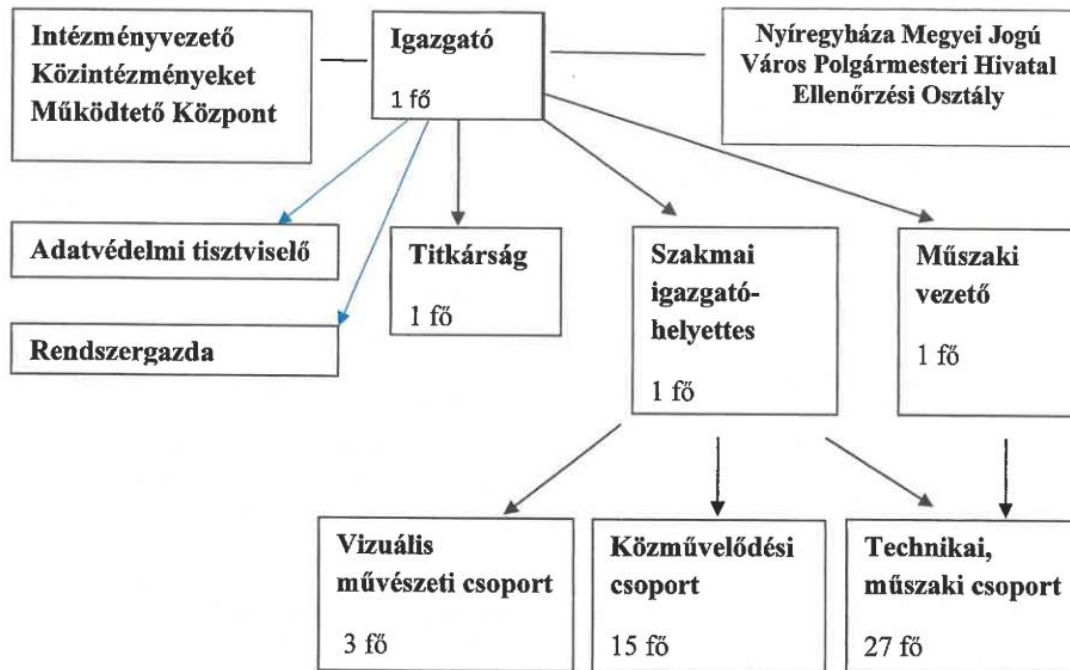 Intézményvezető
Közintézményeket
Működtető Központ
Igazgató
1 fő
Nyíregyháza Megyei Jogú
Város Polgármesteri Hivatal
Ellenőrzési Osztály
Adatvédelmi tisztviselő
Rendszergazda
Titkárság
1 fő
Szakmai
igazgató-
helyettes
1 fő
Műszaki
vezető
1 fő
Vizuális
művészeti csoport
3 fő
Közművelődési
csoport
15 fő
Technikai,
műszaki csoport
27 fő